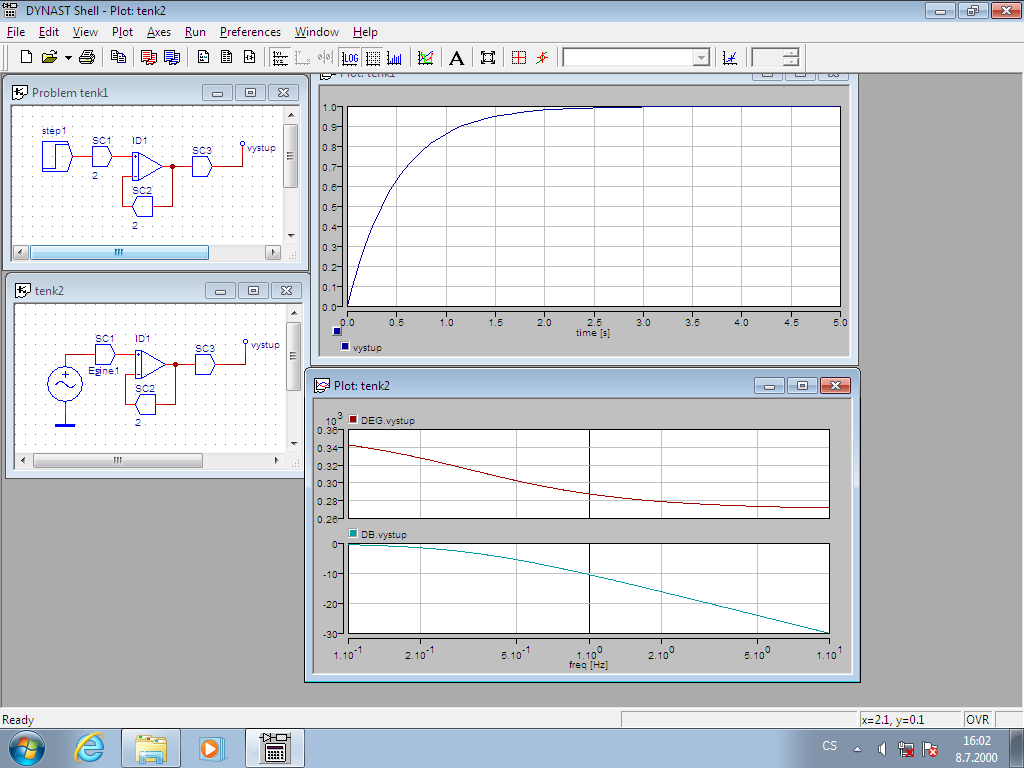 DYNAST Shell - Plot: tenk2
File Edit View Plot Axes Run Preferences Window Help
LOG
A
Problem tenk1
step1
SC1
ID1
SC3
vystup
2
SC2
2
Plot: tenk1
1.0
0.9
0.8
0.7
0.6
0.5
0.4
0.3
0.2
0.1
0.0
0.0 0.5 1.0 1.5 2.0 2.5 3.0 3.5 4.0 4.5 5.0
time [s]
vystup
tenk2
SC1
ID1
SC3
vystup
SC2
2
Plot: tenk2
10^3
DEG.vystup
0.36
0.34
0.32
0.30
0.28
0.26
DB.vystup
0
-10
-20
-30
1.10^-1 2.10^-1 5.10^-1 1.10^0 2.10^0 5.10^0 1.10^1
freq [Hz]
Ready
x=2.1, y=0.1
OVR
CS
16:02
8.7.2000